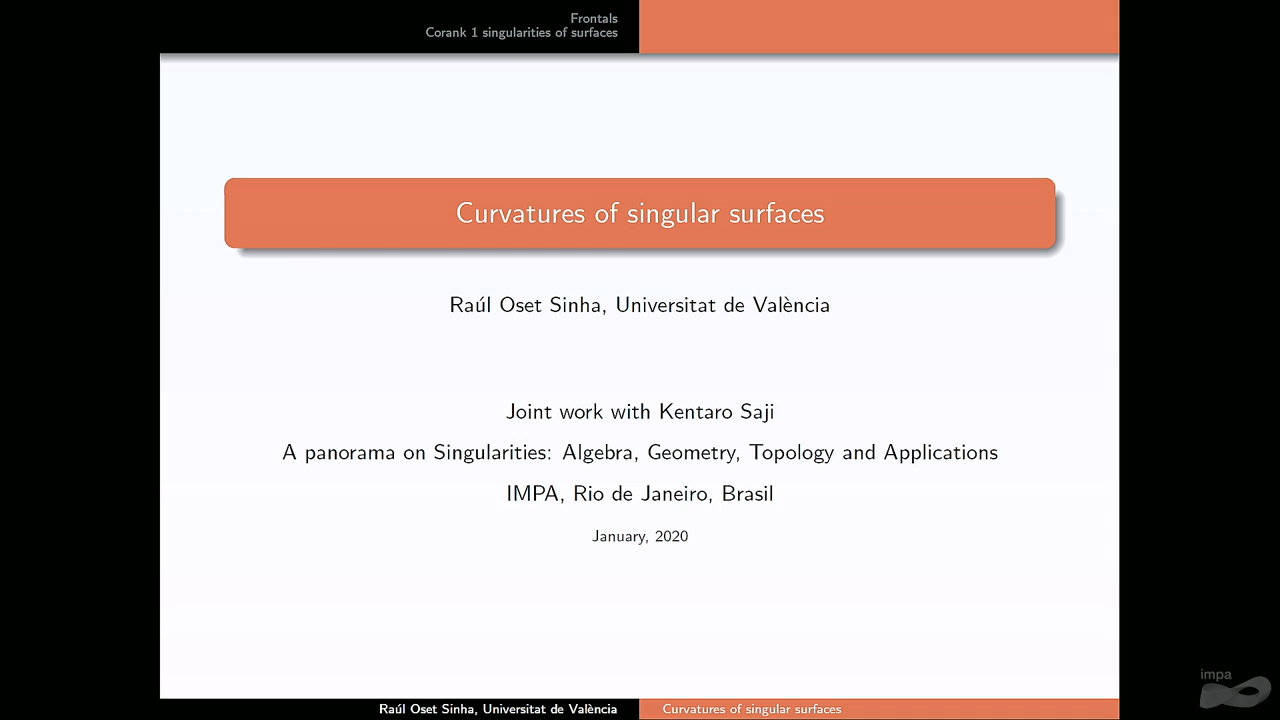 Frontals
Corank 1 singularities of surfaces
Curvatures of singular surfaces
Raúl Oset Sinha, Universitat de València
Joint work with Kentaro Saji
A panorama on Singularities: Algebra, Geometry, Topology and Applications
IMPA, Rio de Janeiro, Brasil
January, 2020
impa
Raúl Oset Sinha, Universitat de València
Curvatures of singular surfaces